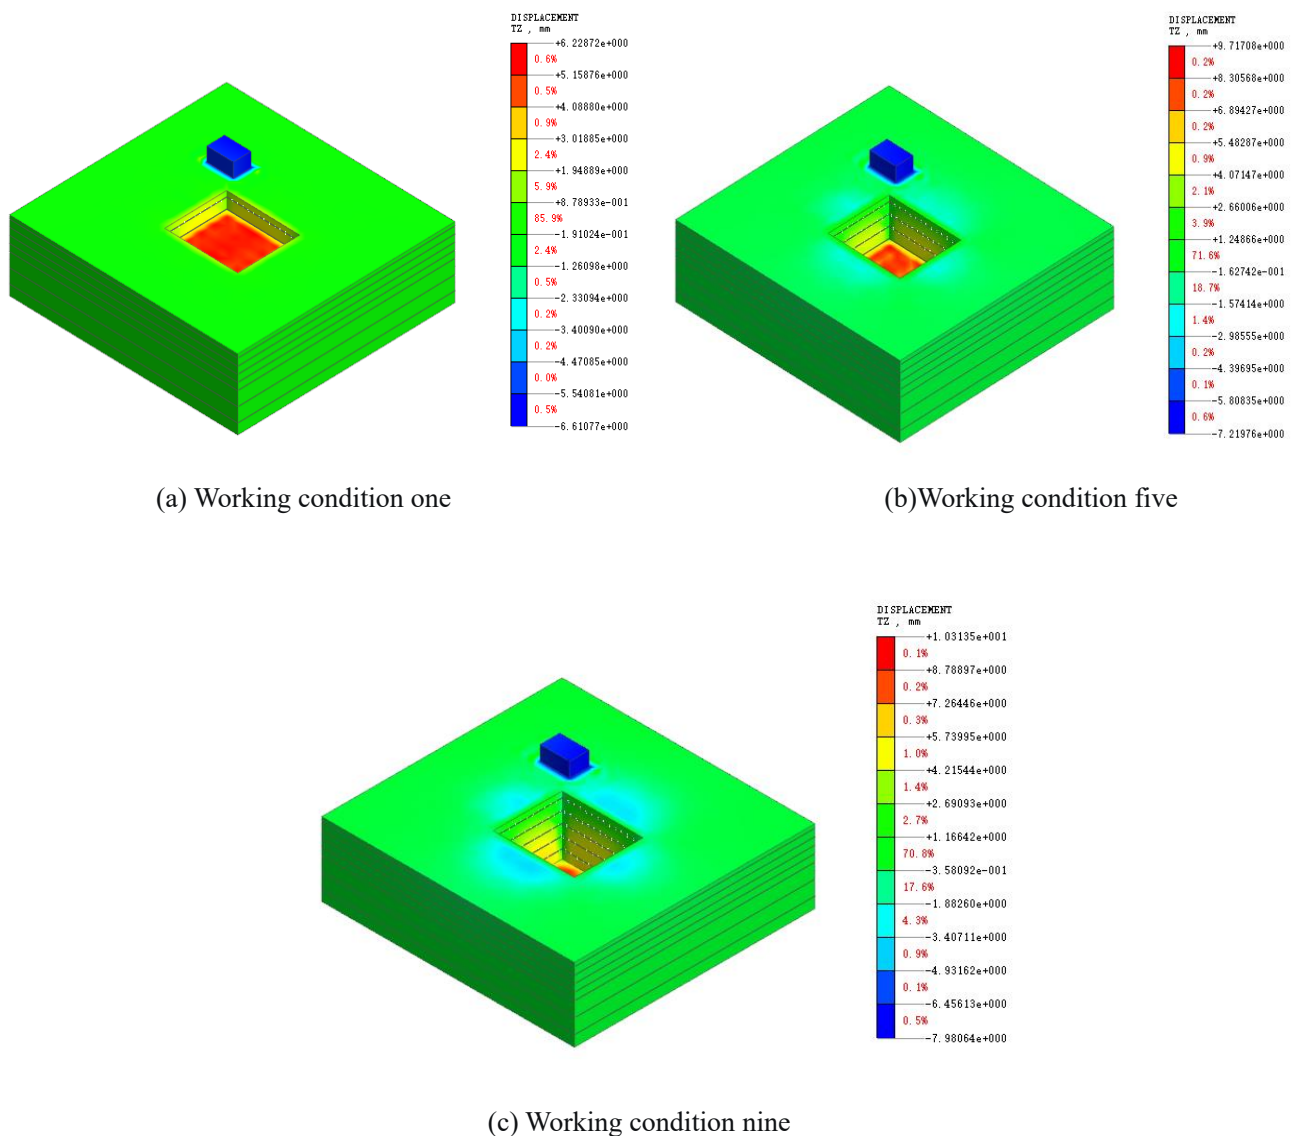 DISPLACEMENT
TZ , mm
+6.22872e+000
0.6%
+5.15876e+000
0.5%
+4.08880e+000
0.9%
+3.01885e+000
2.4%
+1.94889e+000
5.9%
+8.78933e-001
85.9%
-1.91024e-001
2.4%
-1.26098e+000
0.5%
-2.33094e+000
0.2%
-3.40090e+000
0.2%
-4.47085e+000
0.0%
-5.54081e+000
0.5%
-6.61077e+000
(a) Working condition one
DISPLACEMENT
TZ , mm
+9.71708e+000
0.2%
+8.30568e+000
0.2%
+6.89427e+000
0.2%
+5.48287e+000
0.9%
+4.07147e+000
2.1%
+2.66006e+000
3.9%
+1.24866e+000
71.6%
-1.62742e-001
18.7%
-1.57414e+000
1.4%
-2.98555e+000
0.2%
-4.39695e+000
0.1%
-5.80835e+000
0.6%
-7.21976e+000
(b)Working condition five
DISPLACEMENT
TZ , mm
+1.03135e+001
0.1%
+8.78897e+000
0.2%
+7.26446e+000
0.3%
+5.73995e+000
1.0%
+4.21544e+000
1.4%
+2.69093e+000
2.7%
+1.16642e+000
70.8%
-3.58092e-001
17.6%
-1.88260e+000
4.3%
-3.40711e+000
0.9%
-4.93162e+000
0.1%
-6.45613e+000
0.5%
-7.98064e+000
(c) Working condition nine